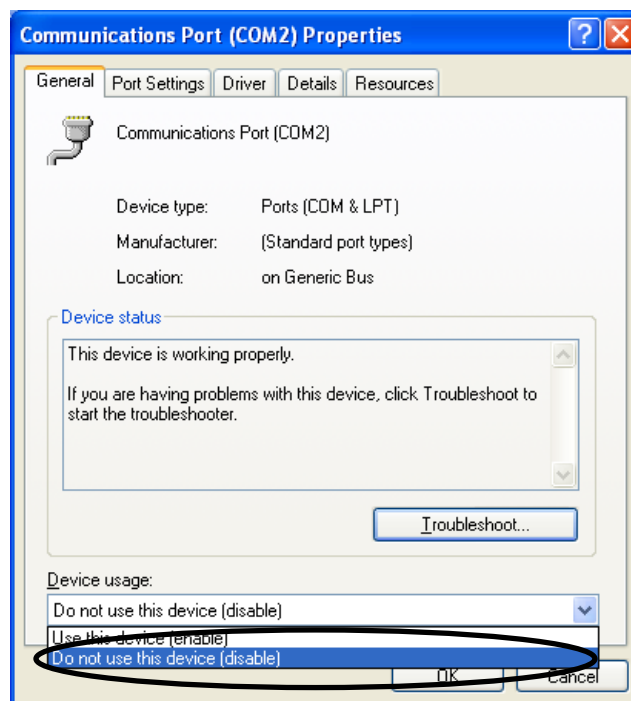 Communications Port (COM2) Properties
General Port Settings Driver Details Resources
Communications Port (COM2)
Device type: Ports (COM & LPT)
Manufacturer: (Standard port types)
Location: on Generic Bus
Device status
This device is working properly.
If you are having problems with this device, click Troubleshoot to
start the troubleshooter.
Troubleshoot...
Device usage:
Do not use this device (disable)
Use this device (enable)
Do not use this device (disable)
OK Cancel